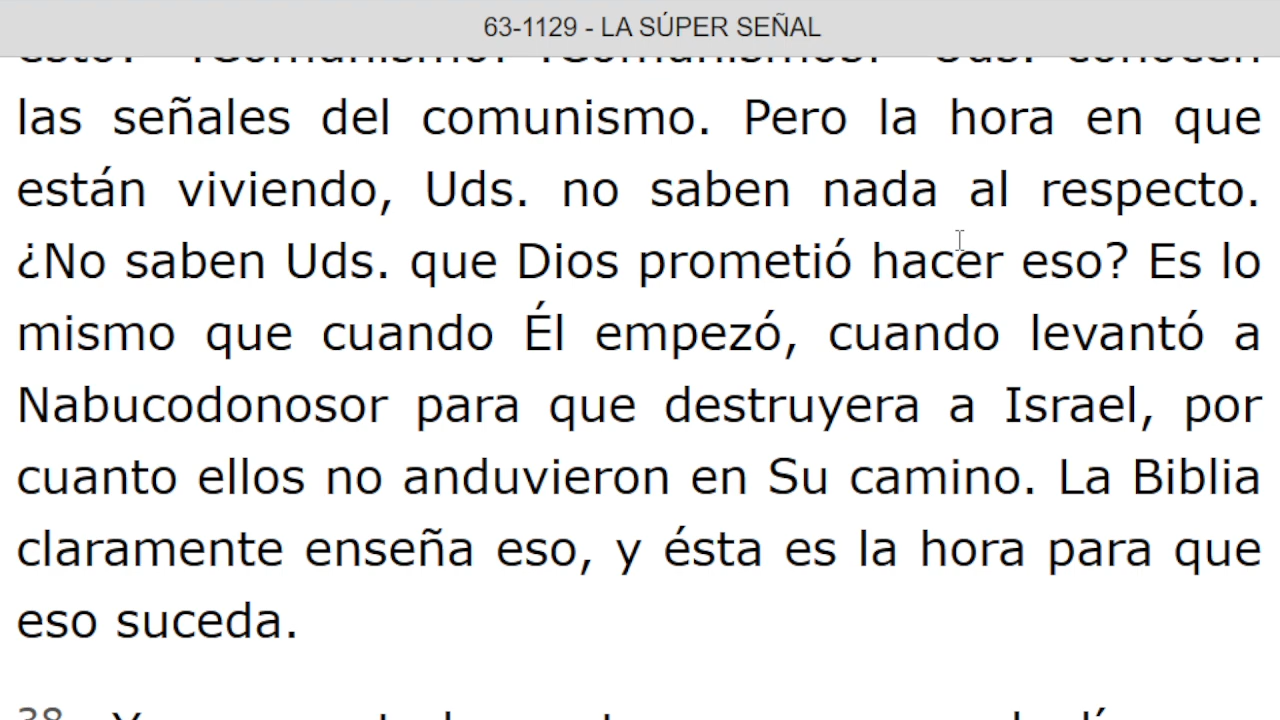 63-1129 - LA SÚPER SEÑAL
las señales del comunismo. Pero la hora en que
están viviendo, Uds. no saben nada al respecto.
¿No saben Uds. que Dios prometió hacer eso? Es lo
mismo que cuando Él empezó, cuando levantó a
Nabucodonosor para que destruyera a Israel, por
cuanto ellos no anduvieron en Su camino. La Biblia
claramente enseña eso, y ésta es la hora para que
eso suceda.
38